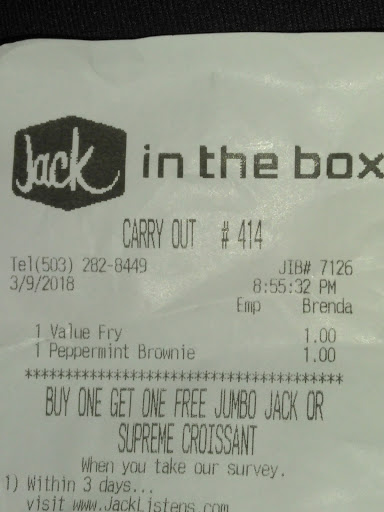 Jack in the box
CARRY OUT # 414
Tel(503) 282-8449 JIB# 7126
3/9/2018 8:55:32 PM
Emp Brenda
1 Value Fry 1.00
1 Peppermint Brownie 1.00
****************************************
BUY ONE GET ONE FREE JUMBO JACK OR
SUPREME CROISSANT
When you take our survey.
1) Within 3 days...
visit www.JackListens.com